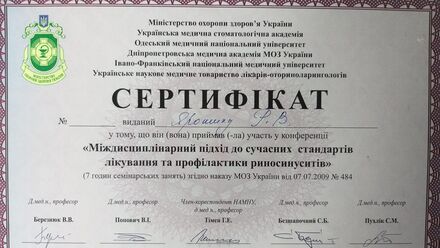 Міністерство охорони здоров'я України
Українська медична стоматологічна академія
Одеський медичний національний університет
Дніпропетровська медична академія МОЗ України
Івано-Франківський національний медичний університет
Українське наукове медичне товариство лікарів-оториноларингологів
СЕРТИФІКАТ
№ виданий
у тому, що він (вона) приймав (-ла) участь у конференції
«Міждисциплінарний підхід до сучасних стандартів
лікування та профілактики риносинуситів»
(7 годин семінарських занять) згідно наказу МОЗ України від 07.07.2009 № 484
Д.мед.н., професор Д.мед.н., професор Член-кореспондент НАМНУ, Д.мед.н., професор Д.мед.н., професор
д.мед.н., професор
Березнюк В.В. Попович В.І. Тімен Г.Е. Безшапочний С.Б. Пухлік С.М.